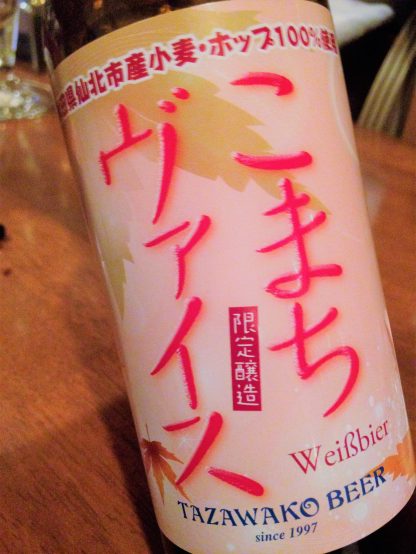 田県仙北市産小麦・ホップ100%使用
こまち
ヴァイス
限定醸造
Weißbier
TAZAWAKO BEER
since 1997